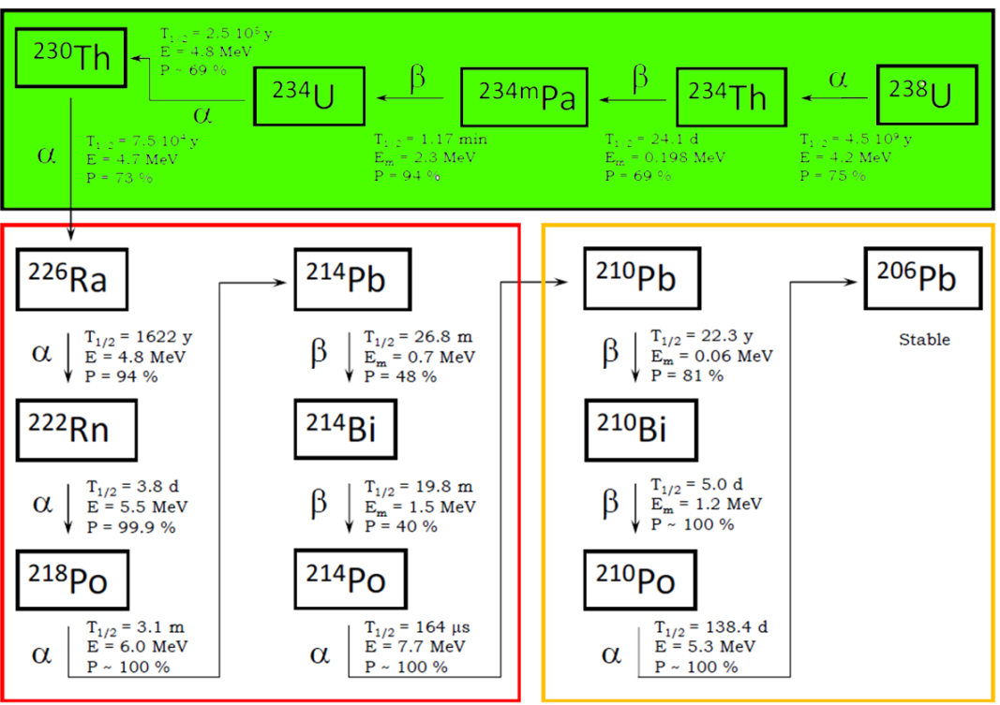 T₁/₂ = 2.5 10⁵ y
E = 4.8 MeV
P ~ 69 %
²³⁰Th
²³⁴U
β
²³⁴ᵐPa
β
²³⁴Th
α
²³⁸U
α
α
T₁/₂ = 7.5 10⁴ y
E = 4.7 MeV
P = 73 %
T₁/₂ = 1.17 min
Eₘ = 2.3 MeV
P = 94 %
T₁/₂ = 24.1 d
Eₘ = 0.198 MeV
P = 69 %
T₁/₂ = 4.5 10⁹ y
E = 4.2 MeV
P = 75 %
²²⁶Ra
α
T₁/₂ = 1622 y
E = 4.8 MeV
P = 94 %
²²²Rn
α
T₁/₂ = 3.8 d
E = 5.5 MeV
P = 99.9 %
²¹⁸Po
α
T₁/₂ = 3.1 m
E = 6.0 MeV
P ~ 100 %
²¹⁴Pb
β
T₁/₂ = 26.8 m
Eₘ = 0.7 MeV
P = 48 %
²¹⁴Bi
β
T₁/₂ = 19.8 m
Eₘ = 1.5 MeV
P = 40 %
²¹⁴Po
α
T₁/₂ = 164 µs
E = 7.7 MeV
P ~ 100 %
²¹⁰Pb
β
T₁/₂ = 22.3 y
Eₘ = 0.06 MeV
P = 81 %
²¹⁰Bi
β
T₁/₂ = 5.0 d
Eₘ = 1.2 MeV
P ~ 100 %
²¹⁰Po
α
T₁/₂ = 138.4 d
E = 5.3 MeV
P ~ 100 %
²⁰⁶Pb
Stable